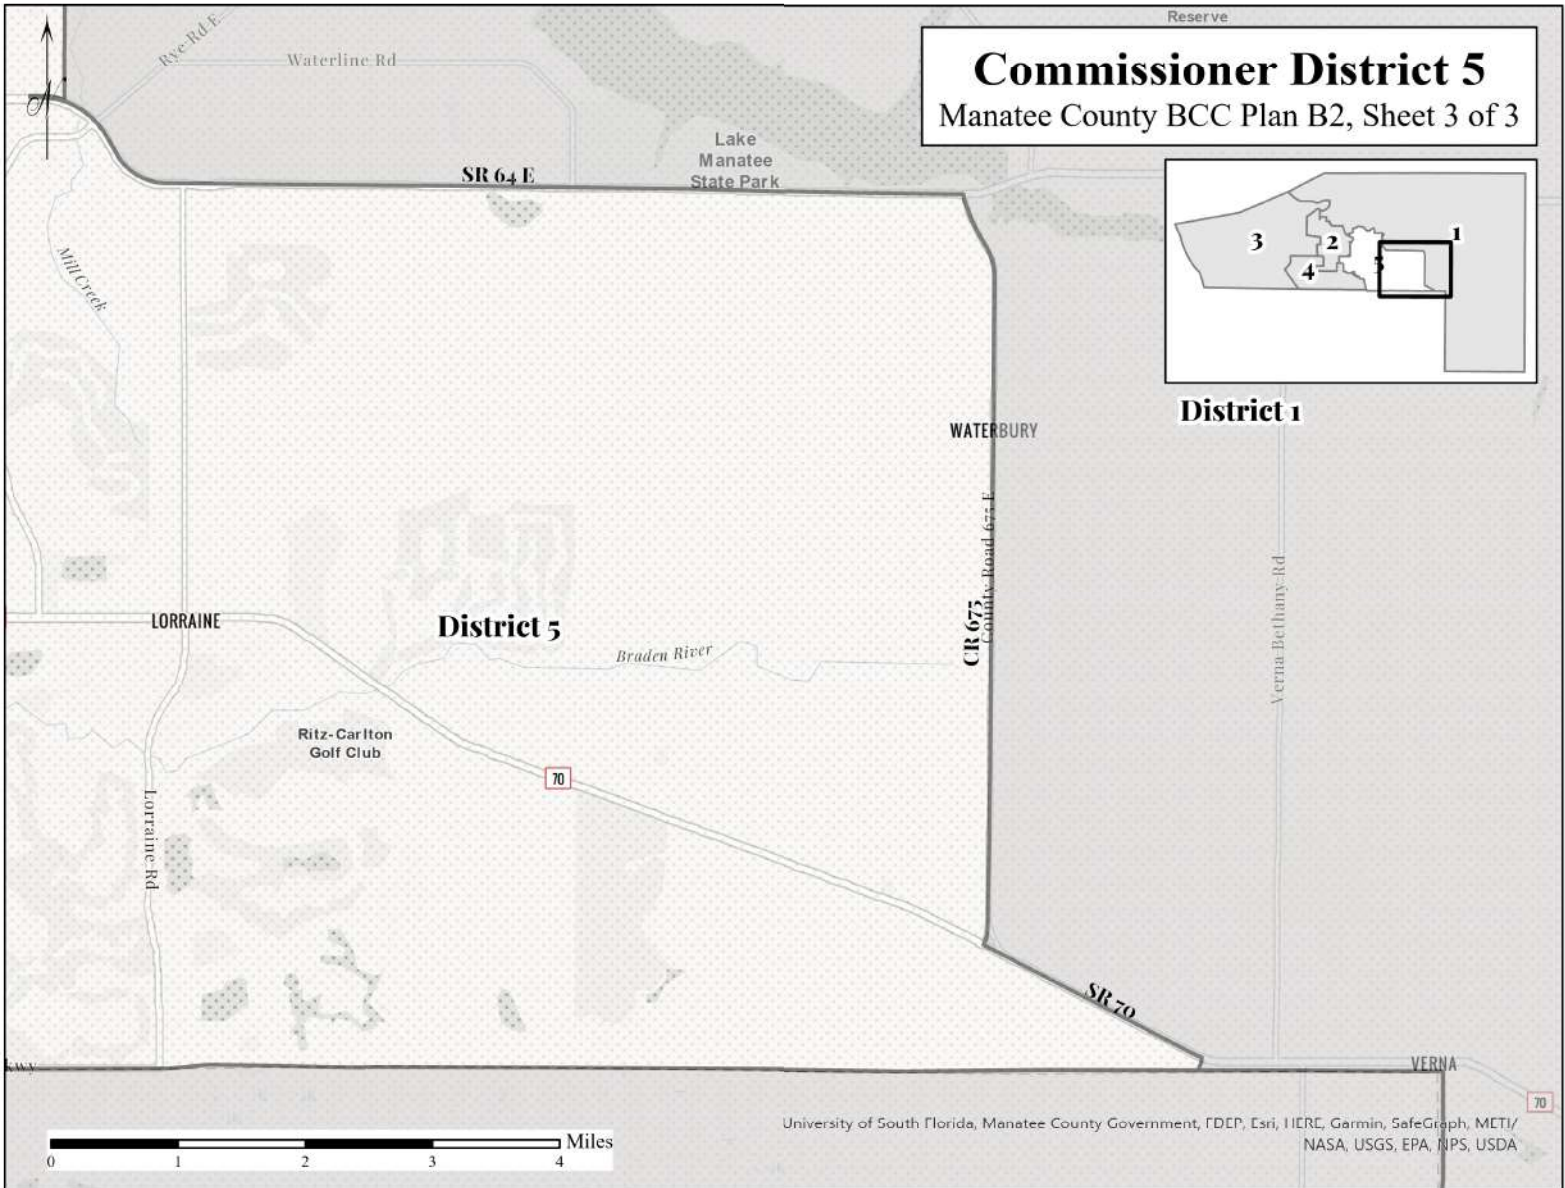 Reserve
Commissioner District 5
Manatee County BCC Plan B2, Sheet 3 of 3
Rye Rd E
Waterline Rd
Lake
Manatee
State Park
SR 64 E
3
2
1
4
5
Mill Creek
District 1
WATERBURY
County Road 675 E
CR 675
Verna Bethany Rd
LORRAINE
District 5
Braden River
Ritz-Carlton
Golf Club
70
Lorraine Rd
SR 70
kwy
VERNA
70
University of South Florida, Manatee County Government, FDEP, Esri, HERE, Garmin, SafeGraph, METI/
NASA, USGS, EPA, NPS, USDA
Miles
0 1 2 3 4